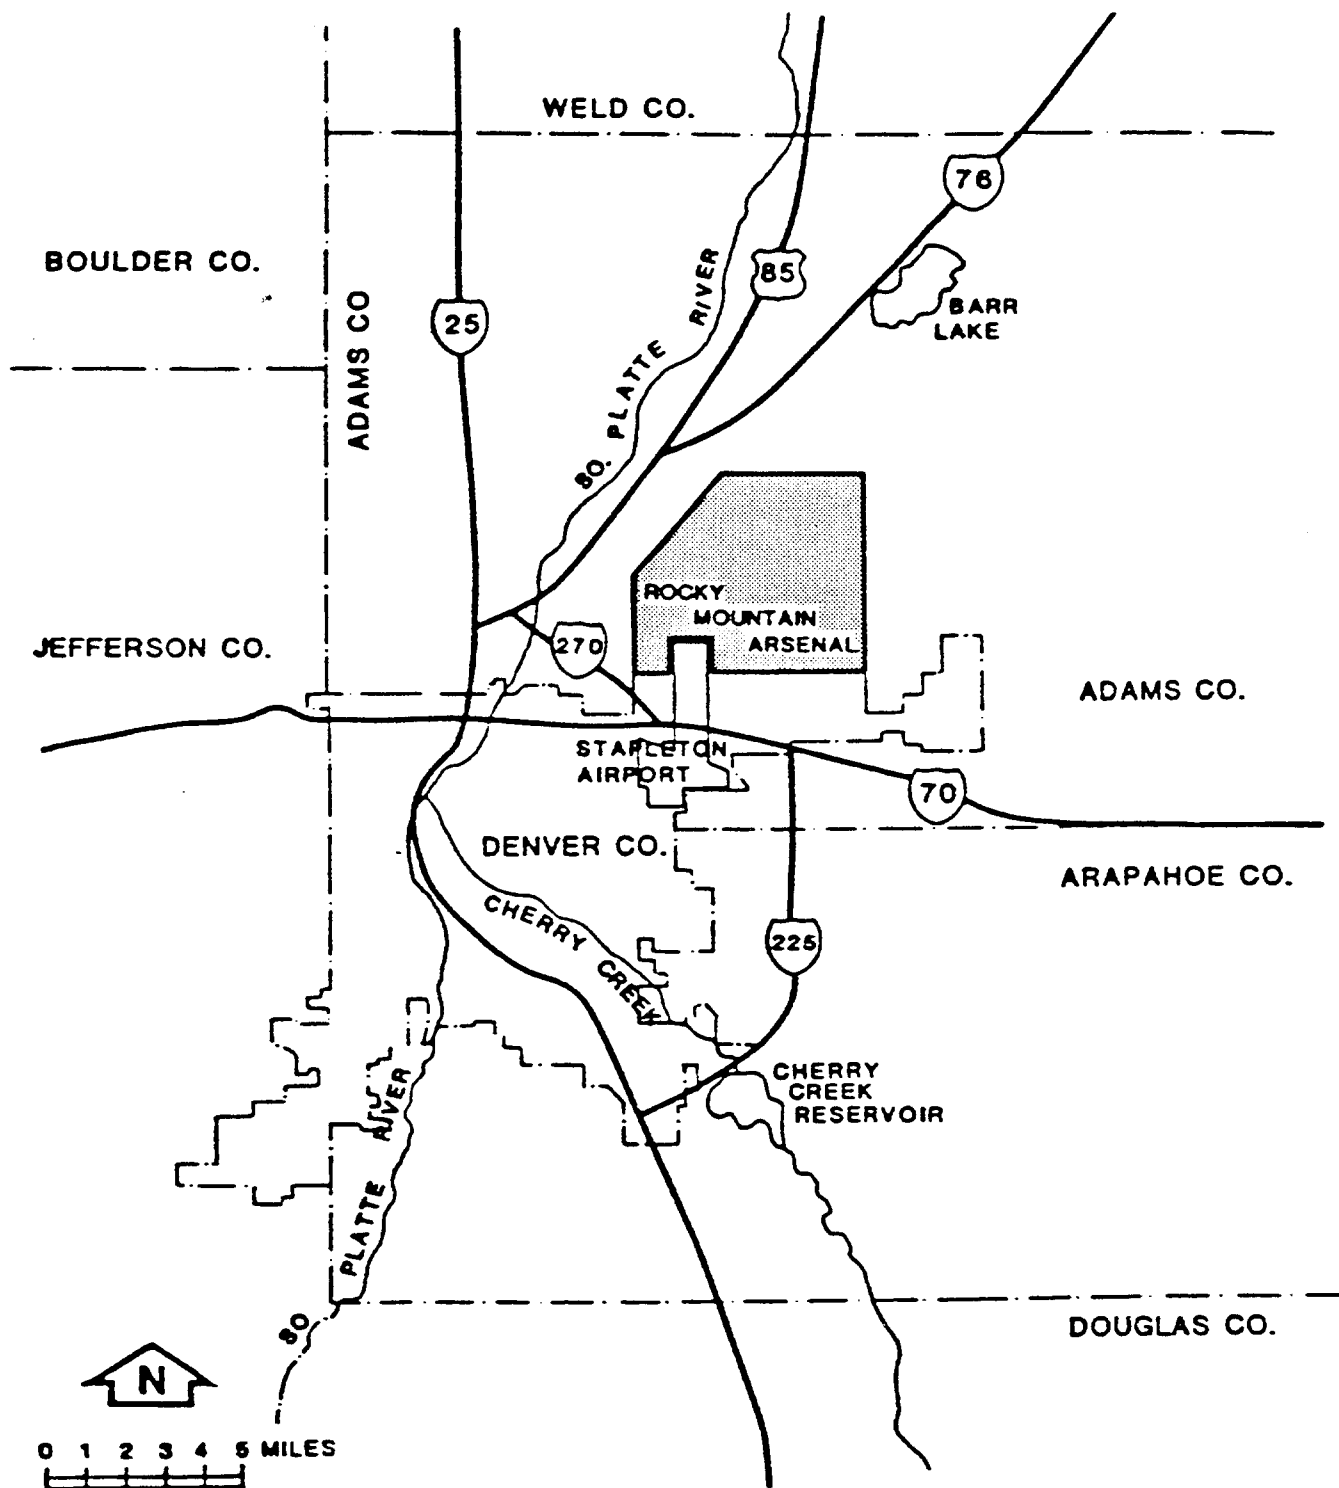 WELD CO.
76
BOULDER CO.
85
RIVER
PLATTE
SO.
BARR
LAKE
ADAMS CO
25
ROCKY
MOUNTAIN
ARSENAL
JEFFERSON CO.
270
ADAMS CO.
STAPLETON
AIRPORT
70
DENVER CO.
ARAPAHOE CO.
CHERRY
CREEK
225
CHERRY
CREEK
RESERVOIR
RIVER
PLATTE
SO
DOUGLAS CO.
N
0 1 2 3 4 5 MILES